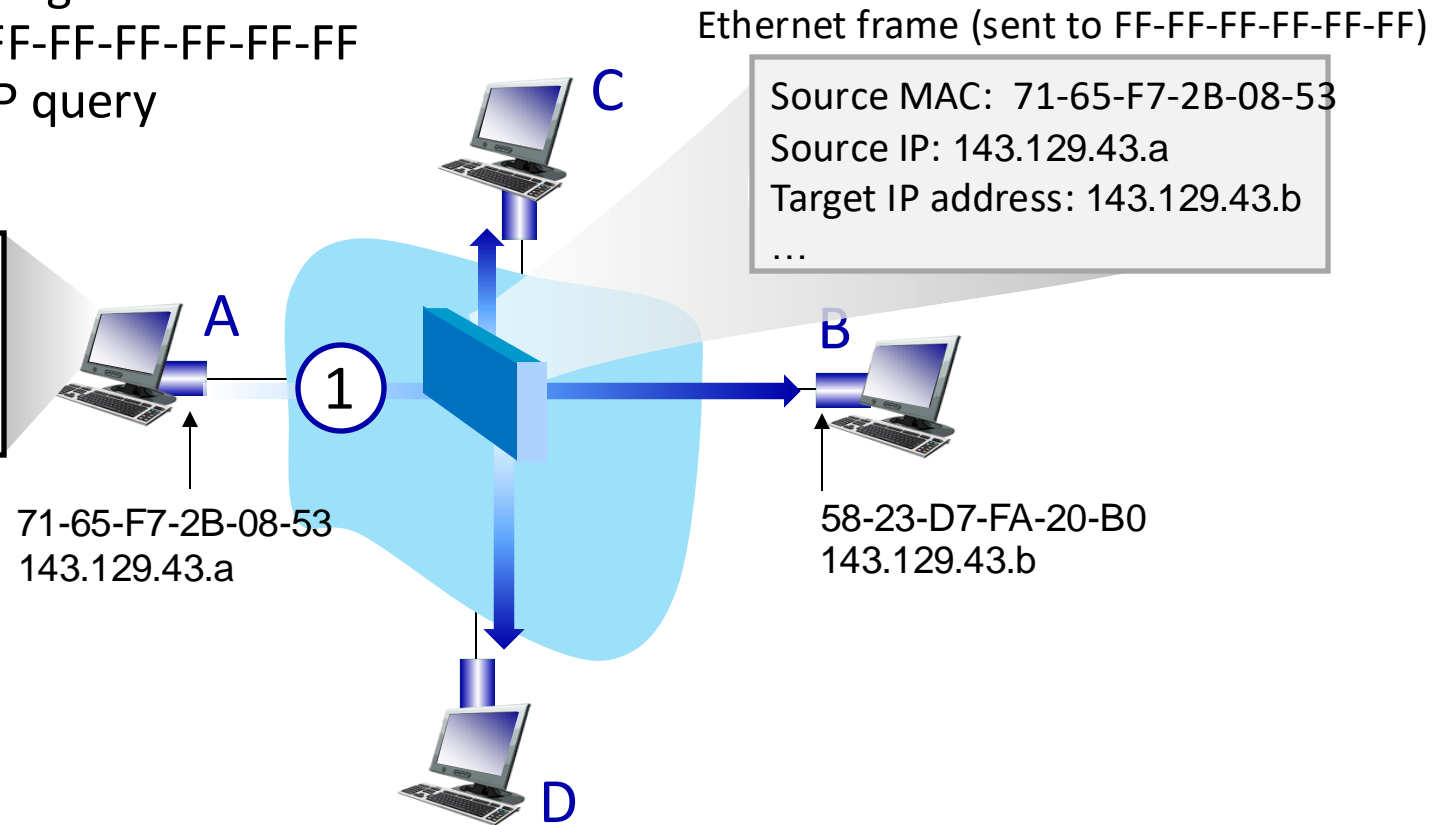 FF-FF-FF-FF-FF-FF
P query
Ethernet frame (sent to FF-FF-FF-FF-FF-FF)
Source MAC: 71-65-F7-2B-08-53
Source IP: 143.129.43.a
Target IP address: 143.129.43.b
…
C
A
B
1
71-65-F7-2B-08-53
143.129.43.a
58-23-D7-FA-20-B0
143.129.43.b
D